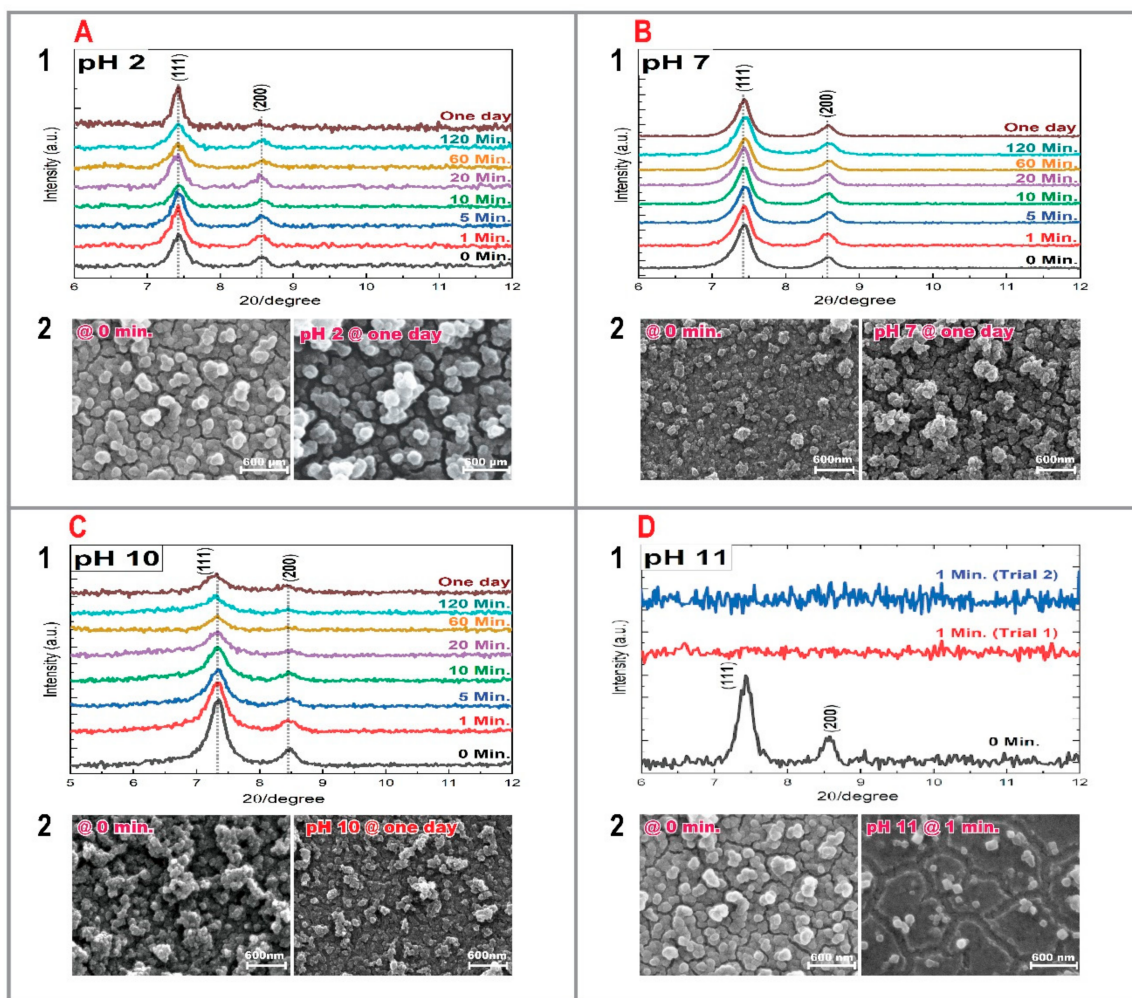 A
1
pH 2
(111)
(200)
One day
120 Min.
60 Min.
20 Min.
10 Min.
5 Min.
1 Min.
0 Min.
Intensity (a.u.)
6 7 8 9 10 11 12
2θ/degree
2
@ 0 min.
600 µm
pH 2 @ one day
600 µm
B
1
pH 7
(111)
(200)
One day
120 Min.
60 Min.
20 Min.
10 Min.
5 Min.
1 Min.
0 Min.
Intensity (a.u.)
6 7 8 9 10 11 12
2θ/degree
2
@ 0 min.
600nm
pH 7 @ one day
600nm
C
1
pH 10
(111)
(200)
One day
120 Min.
60 Min.
20 Min.
10 Min.
5 Min.
1 Min.
0 Min.
Intensity (a.u.)
5 6 7 8 9 10 11 12
2θ/degree
2
@ 0 min.
600nm
pH 10 @ one day
600nm
D
1
pH 11
1 Min. (Trial 2)
1 Min. (Trial 1)
(111)
(200)
0 Min.
Intensity (a.u.)
6 7 8 9 10 11 12
2θ/degree
2
@ 0 min.
600 nm
pH 11 @ 1 min.
600 nm